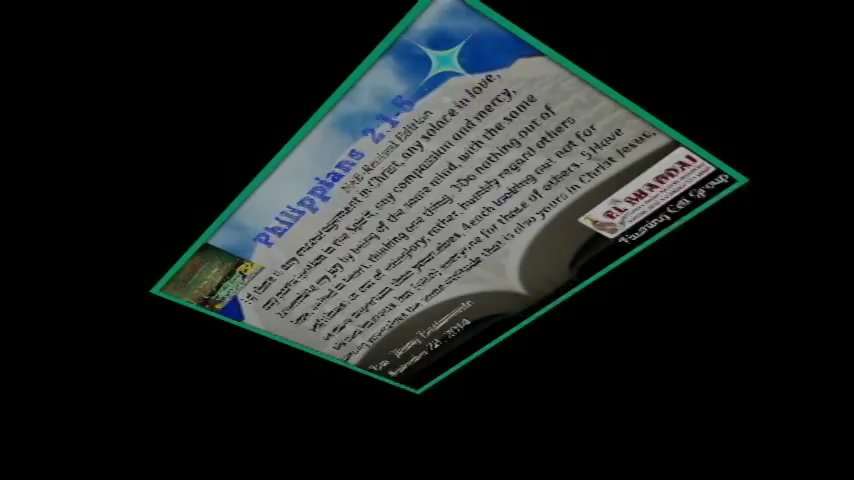 Philippians 2:1-5
NAB Revised Edition
If there is any encouragement in Christ, any solace in love,
any participation in the Spirit, any compassion and mercy,
complete my joy by being of the same mind, with the same
love, united in heart, thinking one thing. 3Do nothing out of
selfishness or out of vainglory; rather, humbly regard others
as more important than yourselves, 4each looking out not for
his own interests, but everyone for those of others. 5Have
among yourselves the same attitude that is also yours in Christ Jesus,
EL SHADDAI
Cell Group